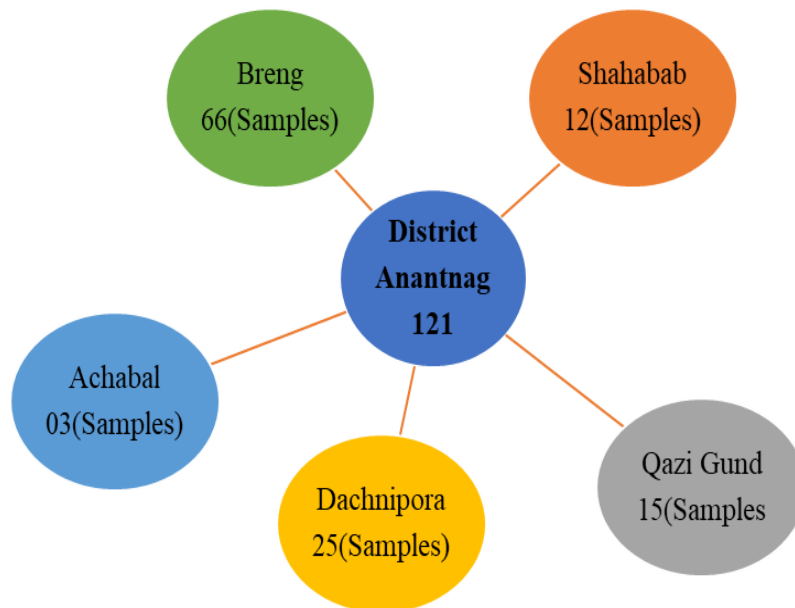 Breng
66(Samples)
Shahabab
12(Samples)
District
Anantnag
121
Achabal
03(Samples)
Dachnipora
25(Samples)
Qazi Gund
15(Samples